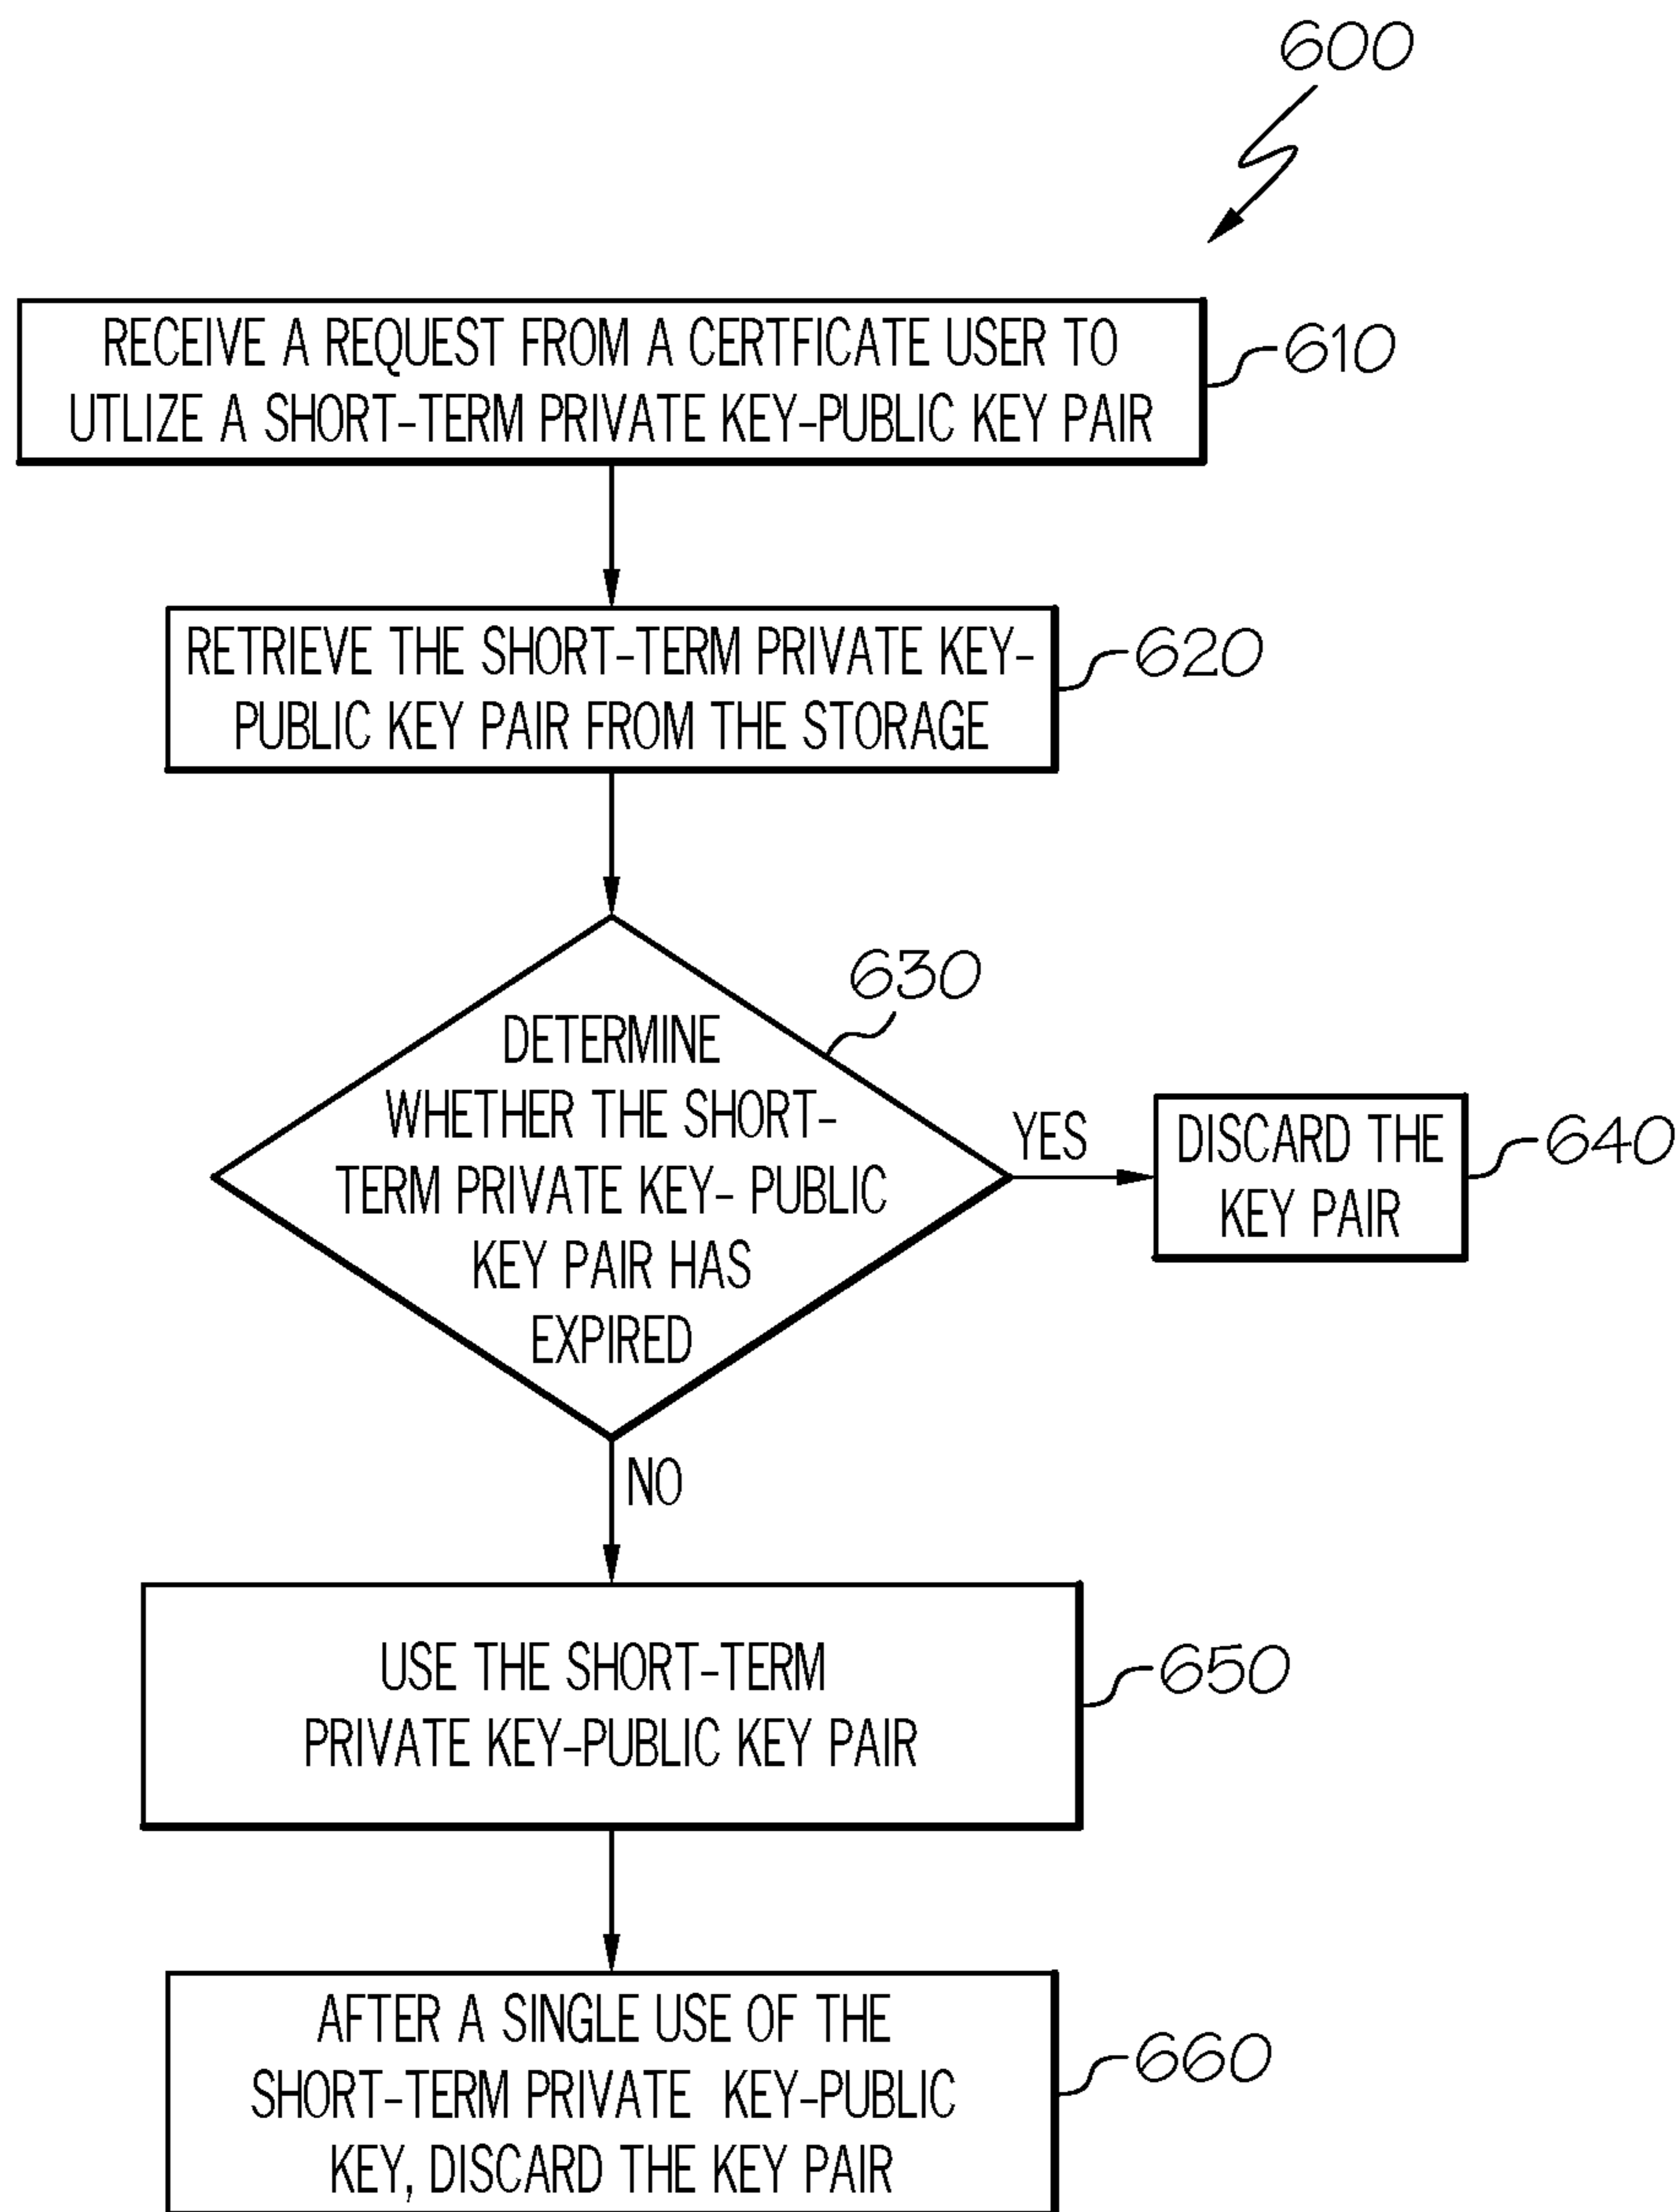 600
RECEIVE A REQUEST FROM A CERTFICATE USER TO
UTLIZE A SHORT-TERM PRIVATE KEY-PUBLIC KEY PAIR
610
RETRIEVE THE SHORT-TERM PRIVATE KEY-
PUBLIC KEY PAIR FROM THE STORAGE
620
630
DETERMINE
WHETHER THE SHORT-
TERM PRIVATE KEY- PUBLIC
KEY PAIR HAS
EXPIRED
YES
DISCARD THE
KEY PAIR
640
NO
USE THE SHORT-TERM
PRIVATE KEY-PUBLIC KEY PAIR
650
AFTER A SINGLE USE OF THE
SHORT-TERM PRIVATE KEY-PUBLIC
KEY, DISCARD THE KEY PAIR
660